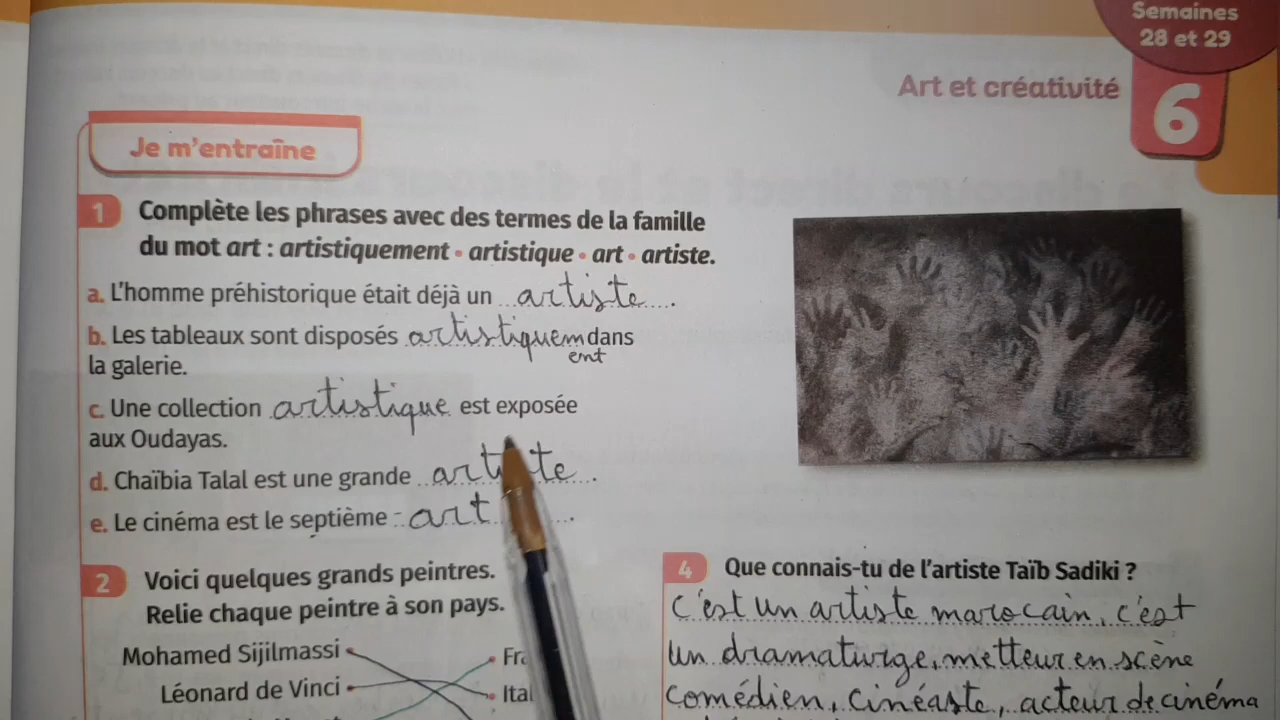 Semaines
28 et 29
Art et créativité
6
Je m'entraîne
1 Complète les phrases avec des termes de la famille
du mot art : artistiquement • artistique • art • artiste.
a. L'homme préhistorique était déjà un artiste .
b. Les tableaux sont disposés artistiquem dans
ent
la galerie.
c. Une collection artistique est exposée
aux Oudayas.
d. Chaïbia Talal est une grande artiste .
e. Le cinéma est le septième art .
2 Voici quelques grands peintres.
Relie chaque peintre à son pays.
Mohamed Sijilmassi
Léonard de Vinci
Fra
Ital
4 Que connais-tu de l'artiste Taïb Sadiki ?
C'est un artiste marocain, c'est
un dramaturge, metteur en scène
comédien, cinéaste, acteur de cinéma